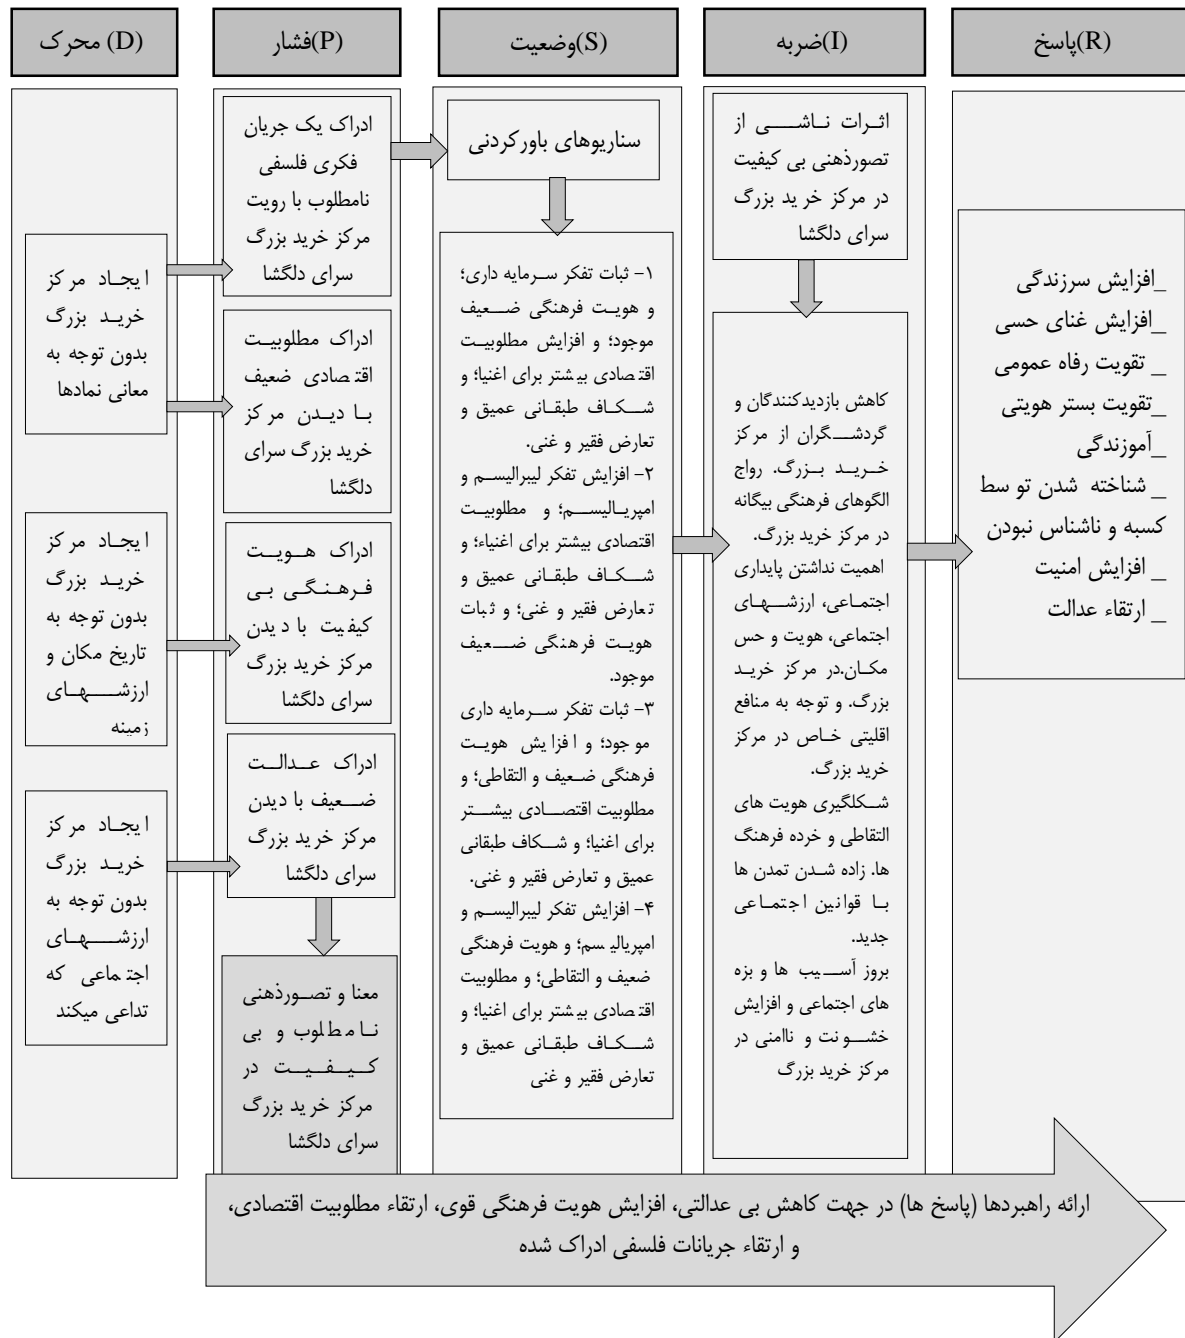 محرک (D)
فشار(P)
وضعیت(S)
ضربه(I)
پاسخ(R)
ایجاد مرکز
خرید بزرگ
بدون توجه به
معانی نمادها
ایجاد مرکز
خرید بزرگ
بدون توجه به
تاریخ مکان و
ارزشهای
زمینه
ایجاد مرکز
خرید بزرگ
بدون توجه به
ارزشهای
اجتماعی که
تداعی میکند
ادراک یک جریان
فکری فلسفی
نامطلوب با رویت
مرکز خرید بزرگ
سرای دلگشا
ادراک مطلوبیت
اقتصادی ضعیف
با دیدن مرکز
خرید بزرگ سرای
دلگشا
ادراک هویت
فرهنگی بی
کیفیت با دیدن
مرکز خرید بزرگ
سرای دلگشا
ادراک عدالت
ضعیف با دیدن
مرکز خرید بزرگ
سرای دلگشا
معنا و تصورذهنی
نامطلوب و بی
کیفیت در
مرکز خرید بزرگ
سرای دلگشا
سناریوهای باورکردنی
۱- ثبات تفکر سرمایه داری؛
و هویت فرهنگی ضعیف
موجود؛ و افزایش مطلوبیت
اقتصادی بیشتر برای اغنیا؛ و
شکاف طبقاتی عمیق و
تعارض فقیر و غنی.
۲- افزایش تفکر لیبرالیسم و
امپریالیسم؛ و مطلوبیت
اقتصادی بیشتر برای اغنیاء؛ و
شکاف طبقاتی عمیق و
تعارض فقیر و غنی؛ و ثبات
هویت فرهنگی ضعیف
موجود.
۳- ثبات تفکر سرمایه داری
موجود؛ و افزایش هویت
فرهنگی ضعیف و التقاطی؛ و
مطلوبیت اقتصادی بیشتر
برای اغنیا؛ و شکاف طبقاتی
عمیق و تعارض فقیر و غنی.
۴- افزایش تفکر لیبرالیسم و
امپریالیسم؛ و هویت فرهنگی
ضعیف و التقاطی؛ و مطلوبیت
اقتصادی بیشتر برای اغنیا؛ و
شکاف طبقاتی عمیق و
تعارض فقیر و غنی
اثرات ناشی از
تصورذهنی بی کیفیت
در مرکز خرید بزرگ
سرای دلگشا
کاهش بازدیدکنندگان و
گردشگران از مرکز
خرید بزرگ. رواج
الگوهای فرهنگی بیگانه
در مرکز خرید بزرگ.
اهمیت نداشتن پایداری
اجتماعی، ارزشهای
اجتماعی، هویت و حس
مکان.در مرکز خرید
بزرگ. و توجه به منافع
اقلیتی خاص در مرکز
خرید بزرگ.
شکلگیری هویت های
التقاطی و خرده فرهنگ
ها. زاده شدن تمدن ها
با قوانین اجتماعی
جدید.
بروز آسیب ها و بزه
های اجتماعی و افزایش
خشونت و ناامنی در
مرکز خرید بزرگ
_افزایش سرزندگی
_افزایش غنای حسی
_ تقویت رفاه عمومی
_تقویت بستر هویتی
_آموزندگی
_ شناخته شدن توسط
کسبه و ناشناس نبودن
_ افزایش امنیت
_ ارتقاء عدالت
ارائه راهبردها (پاسخ ها) در جهت کاهش بی عدالتی، افزایش هویت فرهنگی قوی، ارتقاء مطلوبیت اقتصادی،
و ارتقاء جریانات فلسفی ادراک شده